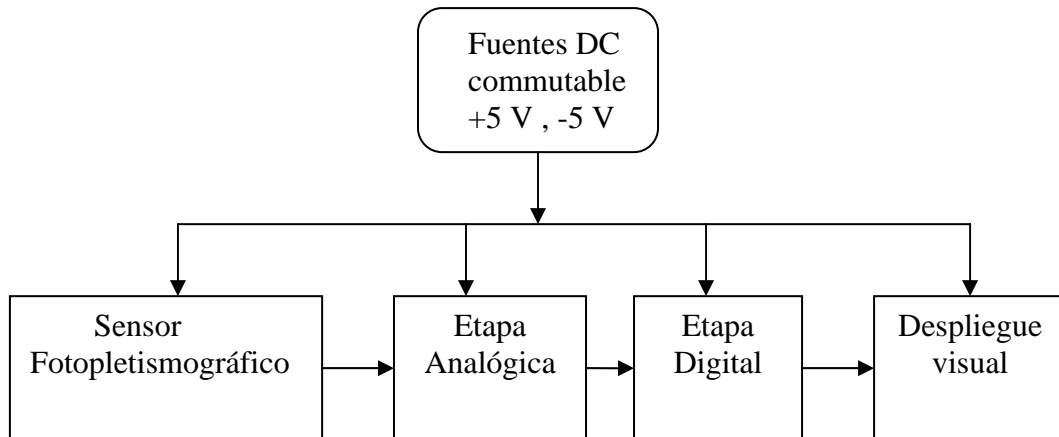 Fuentes DC
commutable
+5 V , -5 V
Sensor
Fotopletismográfico
Etapa
Analógica
Etapa
Digital
Despliegue
visual